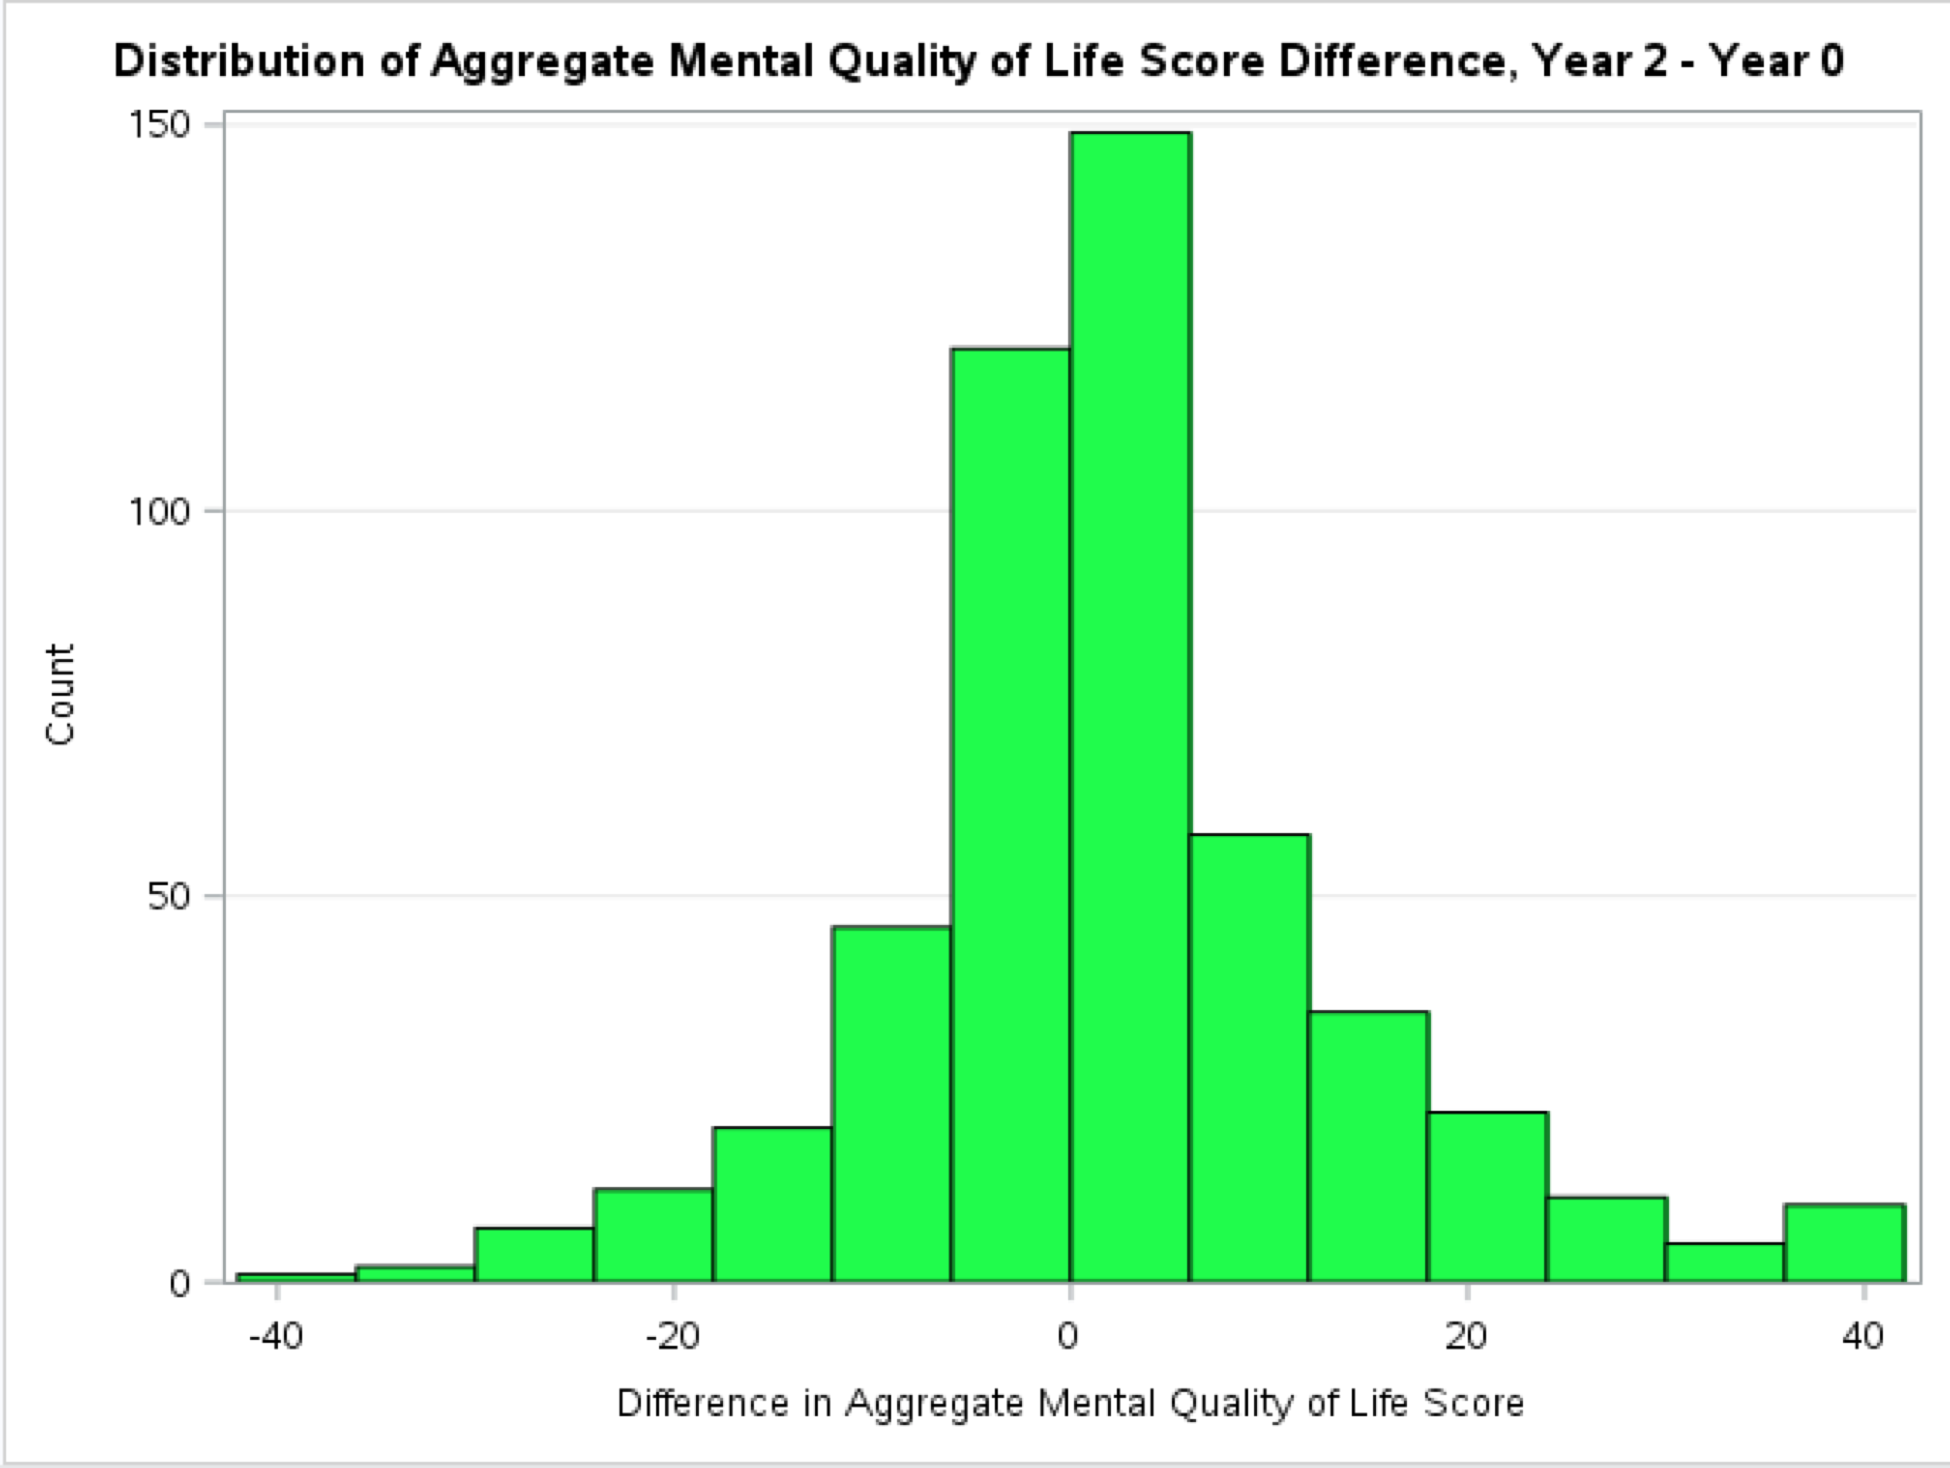 Distribution of Aggregate Mental Quality of Life Score Difference, Year 2 - Year 0
150
100
50
0
Count
-40 -20 0 20 40
Difference in Aggregate Mental Quality of Life Score